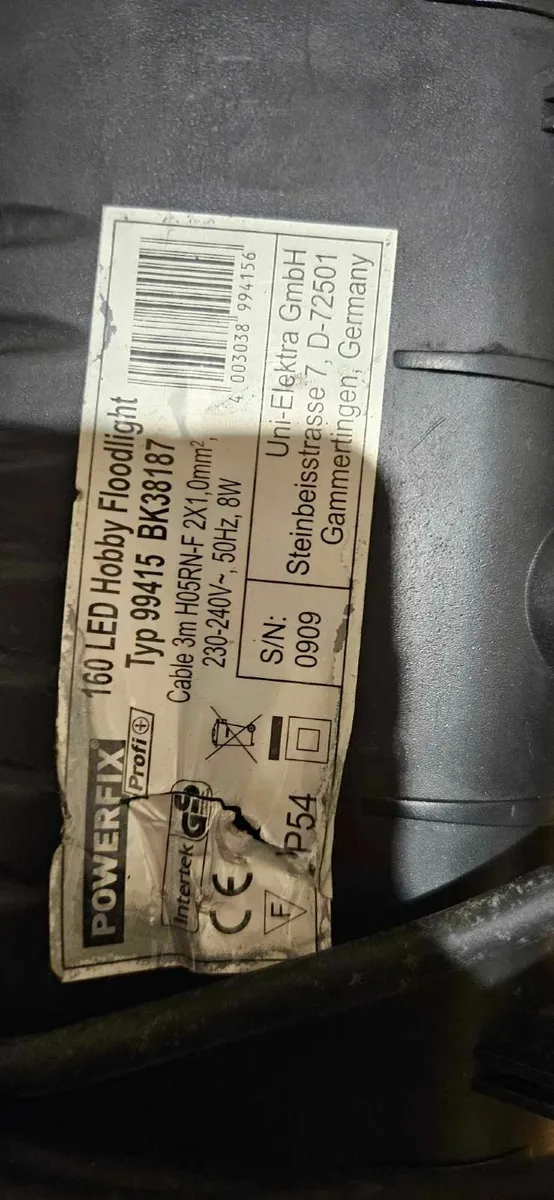 POWERFIX®
Profi +
160 LED Hobby Floodlight
Typ 99415 BK38187
Cable 3m H05RN-F 2X1,0mm²,
230-240V~, 50Hz, 8W
4 003038 994156
Intertek
GS
CE
F
IP54
S/N:
0909
Uni-Elektra GmbH
Steinbeisstrasse 7, D-72501
Gammertingen, Germany